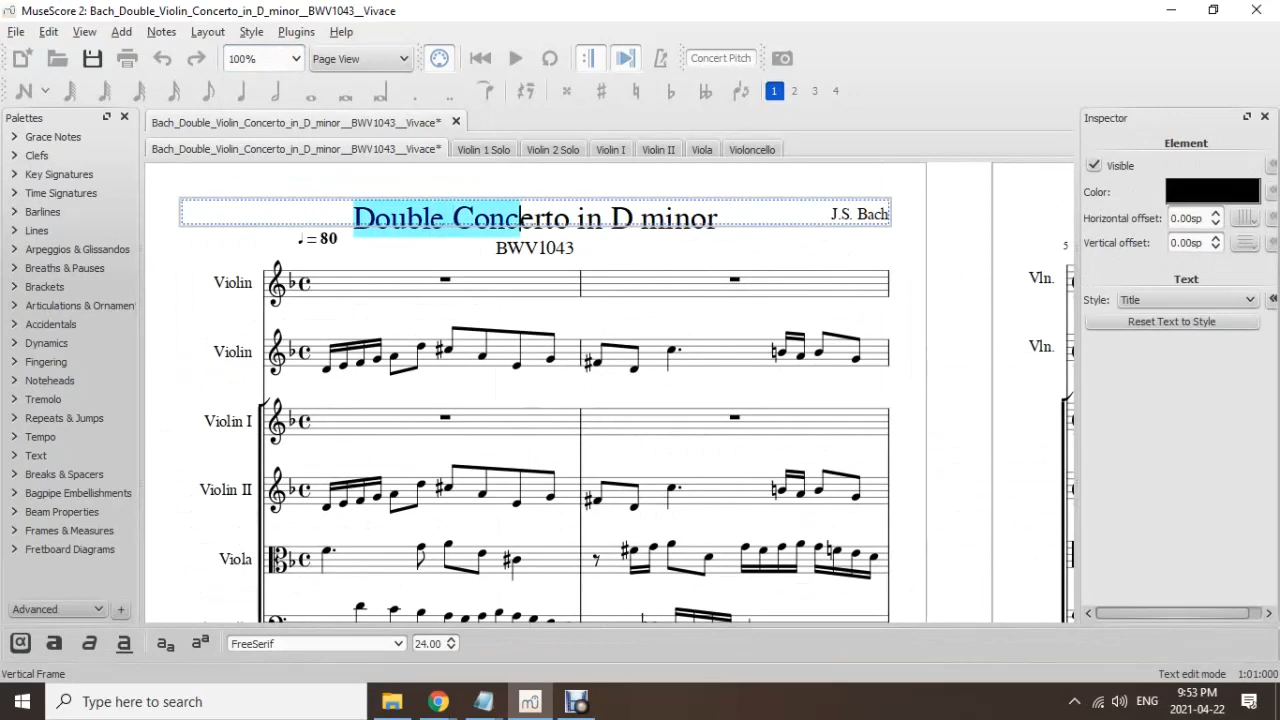 MuseScore 2: Bach_Double_Violin_Concerto_in_D_minor__BWV1043__Vivace
File Edit View Add Notes Layout Style Plugins Help
100% Page View Concert Pitch
1 2 3 4
Palettes
Grace Notes
Clefs
Key Signatures
Time Signatures
Barlines
Lines
Arpeggios & Glissandos
Breaths & Pauses
Brackets
Articulations & Ornamen
Accidentals
Dynamics
Fingering
Noteheads
Tremolo
Repeats & Jumps
Tempo
Text
Breaks & Spacers
Bagpipe Embellishments
Beam Properties
Frames & Measures
Fretboard Diagrams
Advanced
Bach_Double_Violin_Concerto_in_D_minor__BWV1043__Vivace*
Bach_Double_Violin_Concerto_in_D_minor__BWV1043__Vivace* Violin 1 Solo Violin 2 Solo Violin I Violin II Viola Violoncello
Double Concerto in D minor
J.S. Bach
♩ = 80
BWV1043
Violin
Violin
Violin I
Violin II
Viola
5
Vln.
Vln.
Inspector
Element
Visible
Color:
Horizontal offset: 0.00sp
Vertical offset: 0.00sp
Text
Style: Title
Reset Text to Style
FreeSerif 24.00
Vertical Frame
Text edit mode 1:01:000
Type here to search
ENG
9:53 PM
2021-04-22